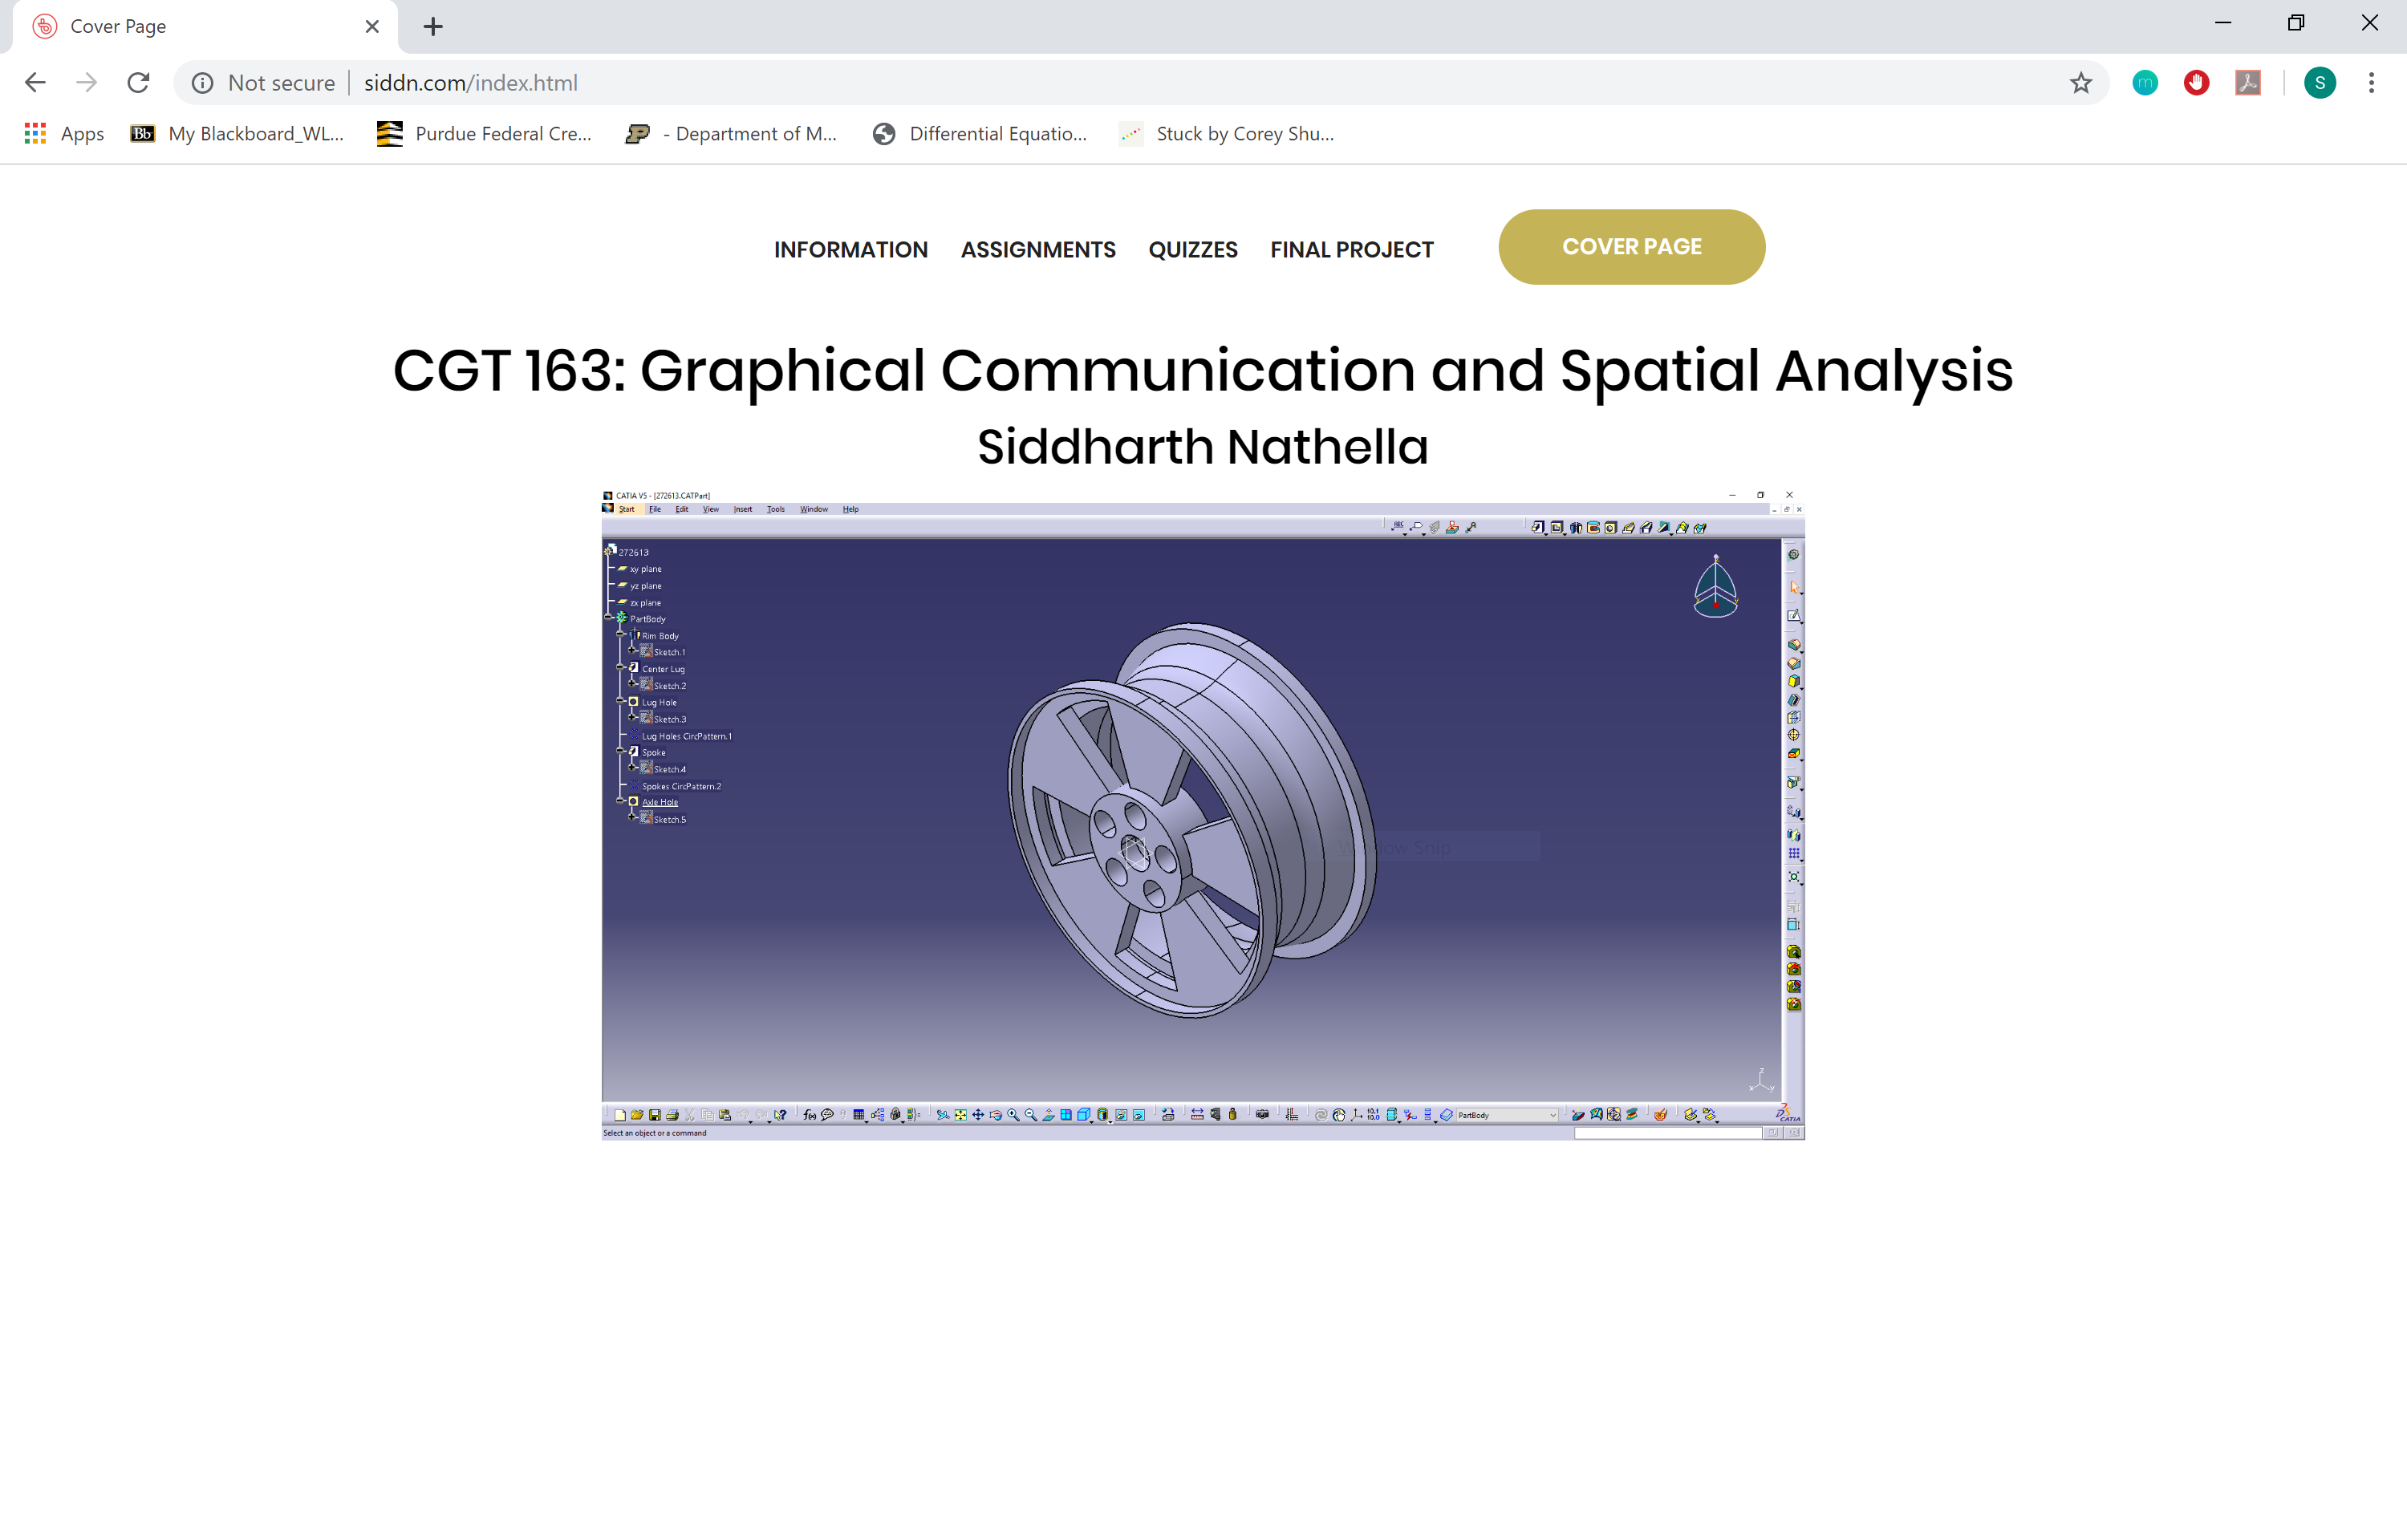 Cover Page
Not secure siddn.com/index.html
Apps Bb My Blackboard_WL... Purdue Federal Cre... - Department of M... Differential Equatio... Stuck by Corey Shu...
INFORMATION ASSIGNMENTS QUIZZES FINAL PROJECT COVER PAGE
CGT 163: Graphical Communication and Spatial Analysis
Siddharth Nathella
CATIA V5 - [272613.CATPart]
Start File Edit View Insert Tools Window Help
272613
xy plane
yz plane
zx plane
PartBody
Rim Body
Sketch.1
Center Lug
Sketch.2
Lug Hole
Sketch.3
Lug Holes CircPattern.1
Spoke
Sketch.4
Spokes CircPattern.2
Axle Hole
Sketch.5
Window Snip
PartBody
CATIA
Select an object or a command